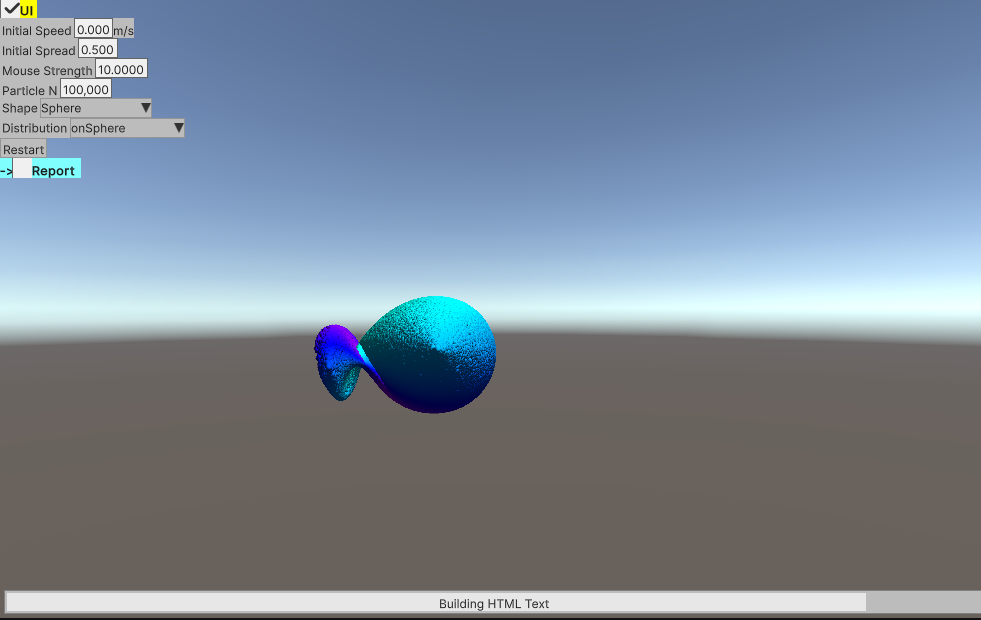 UI
Initial Speed 0.000 m/s
Initial Spread 0.500
Mouse Strength 10.0000
Particle N 100,000
Shape Sphere
Distribution onSphere
Restart
-> Report
Building HTML Text